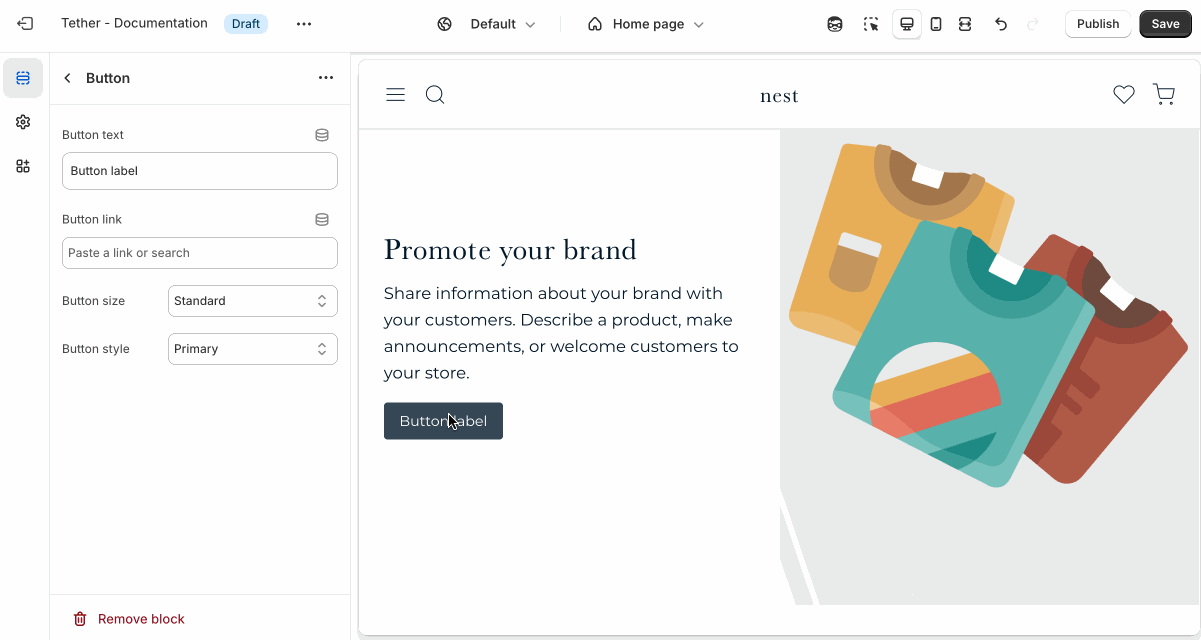 Tether - Documentation
Draft
Default
Home page
Publish
Save
Button
Button text
Button label
Button link
Paste a link or search
Button size
Standard
Button style
Primary
Remove block
nest
Promote your brand
Share information about your brand with
your customers. Describe a product, make
announcements, or welcome customers to
your store.
Button label